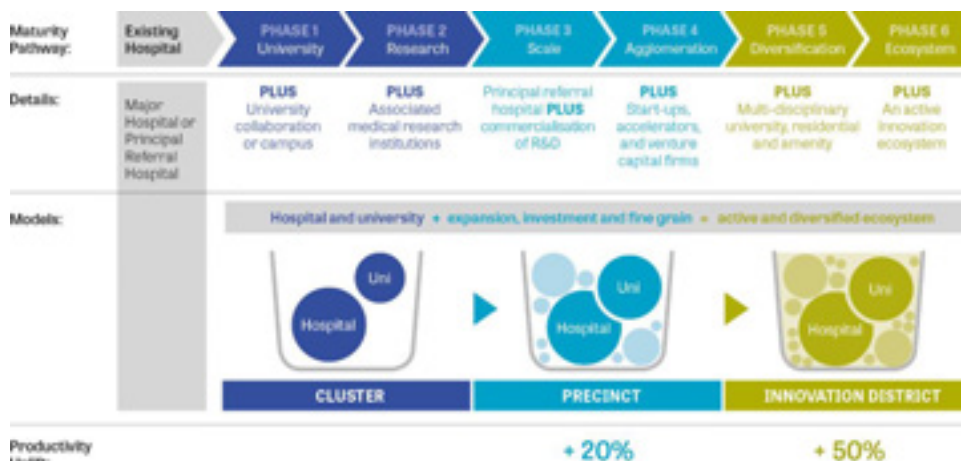 Maturity Pathway:
Existing Hospital
PHASE 1 University
PHASE 2 Research
PHASE 3 Scale
PHASE 4 Agglomeration
PHASE 5 Diversification
PHASE 6 Ecosystem
Details:
Major
Hospital or
Principal
Referral
Hospital
PLUS
University
collaboration
or campus
PLUS
Associated
medical research
institutions
Principal referral
hospital PLUS
commercialisation
of R&D
PLUS
Start-ups,
accelerators,
and venture
capital firms
PLUS
Multi-disciplinary
university, residential
and amenity
PLUS
An active
innovation
ecosystem
Models:
Hospital and university + expansion, investment and fine grain = active and diversified ecosystem
Uni
Hospital
Uni
Hospital
Uni
Hospital
CLUSTER
PRECINCT
INNOVATION DISTRICT
Productivity
+ 20%
+ 50%